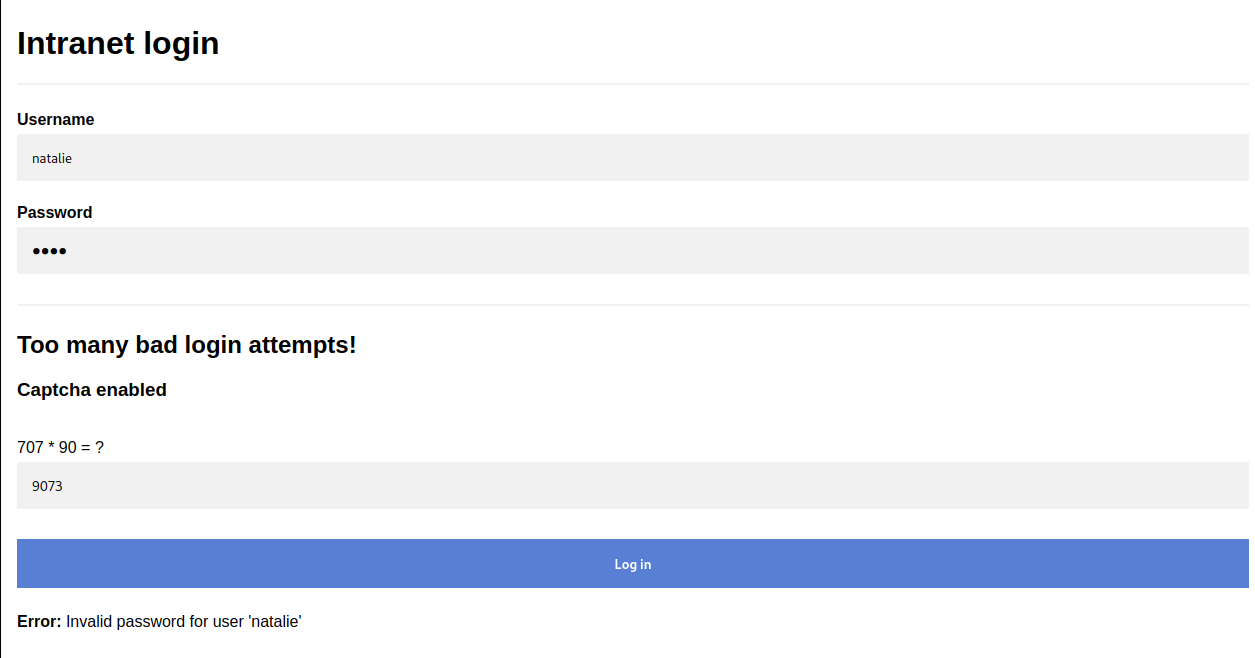 Intranet login
Username
natalie
Password
••••
Too many bad login attempts!
Captcha enabled
707 * 90 = ?
9073
Log in
Error: Invalid password for user 'natalie'